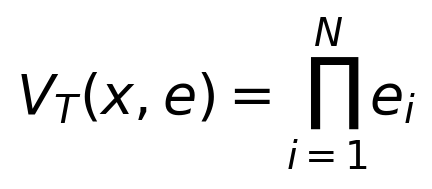 V_T(x, e) = \prod_{i=1}^{N} e_i